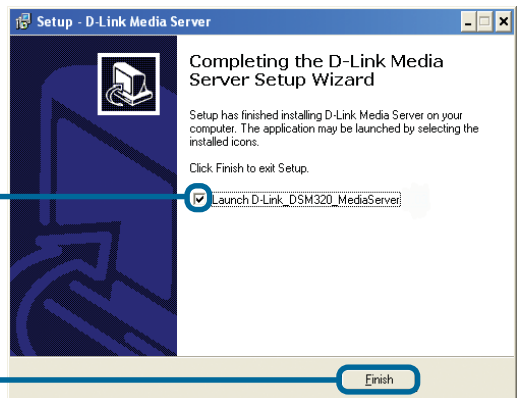 Setup - D-Link Media Server
Completing the D-Link Media
Server Setup Wizard
Setup has finished installing D-Link Media Server on your
computer. The application may be launched by selecting the
installed icons.
Click Finish to exit Setup.
Launch D-Link_DSM320_MediaServer
Finish